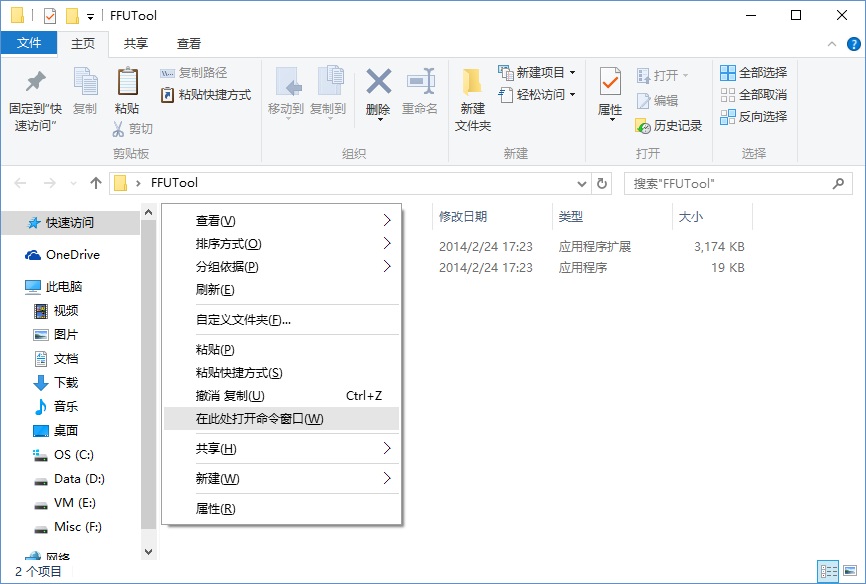 FFUTool
文件 主页 共享 查看
固定到"快速访问"
复制
粘贴
复制路径
粘贴快捷方式
剪切
剪贴板
移动到
复制到
删除
重命名
组织
新建
文件夹
新建项目
轻松访问
新建
属性
打开
编辑
历史记录
打开
全部选择
全部取消
反向选择
选择
FFUTool
搜索"FFUTool"
快速访问
OneDrive
此电脑
视频
图片
文档
下载
音乐
桌面
OS (C:)
Data (D:)
VM (E:)
Misc (F:)
网络
查看(V)
排序方式(O)
分组依据(P)
刷新(E)
自定义文件夹(F)...
粘贴(P)
粘贴快捷方式(S)
撤消 复制(U) Ctrl+Z
在此处打开命令窗口(W)
共享(H)
新建(W)
属性(R)
修改日期 类型 大小
2014/2/24 17:23 应用程序扩展 3,174 KB
2014/2/24 17:23 应用程序 19 KB
2 个项目